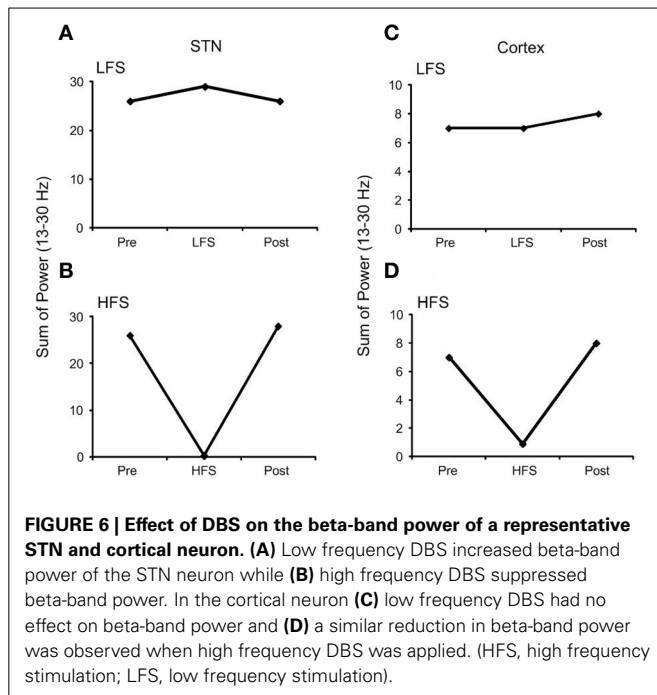 A
STN
LFS
30
20
10
0
Pre LFS Post
C
Cortex
LFS
10
8
6
4
2
0
Pre LFS Post
Sum of Power (13-30 Hz)
Sum of Power (13-30 Hz)
B
HFS
30
20
10
0
Pre HFS Post
D
HFS
8
6
4
2
0
Pre HFS Post
FIGURE 6 | Effect of DBS on the beta-band power of a representative
STN and cortical neuron. (A) Low frequency DBS increased beta-band
power of the STN neuron while (B) high frequency DBS suppressed
beta-band power. In the cortical neuron (C) low frequency DBS had no
effect on beta-band power and (D) a similar reduction in beta-band power
was observed when high frequency DBS was applied. (HFS, high frequency
stimulation; LFS, low frequency stimulation).